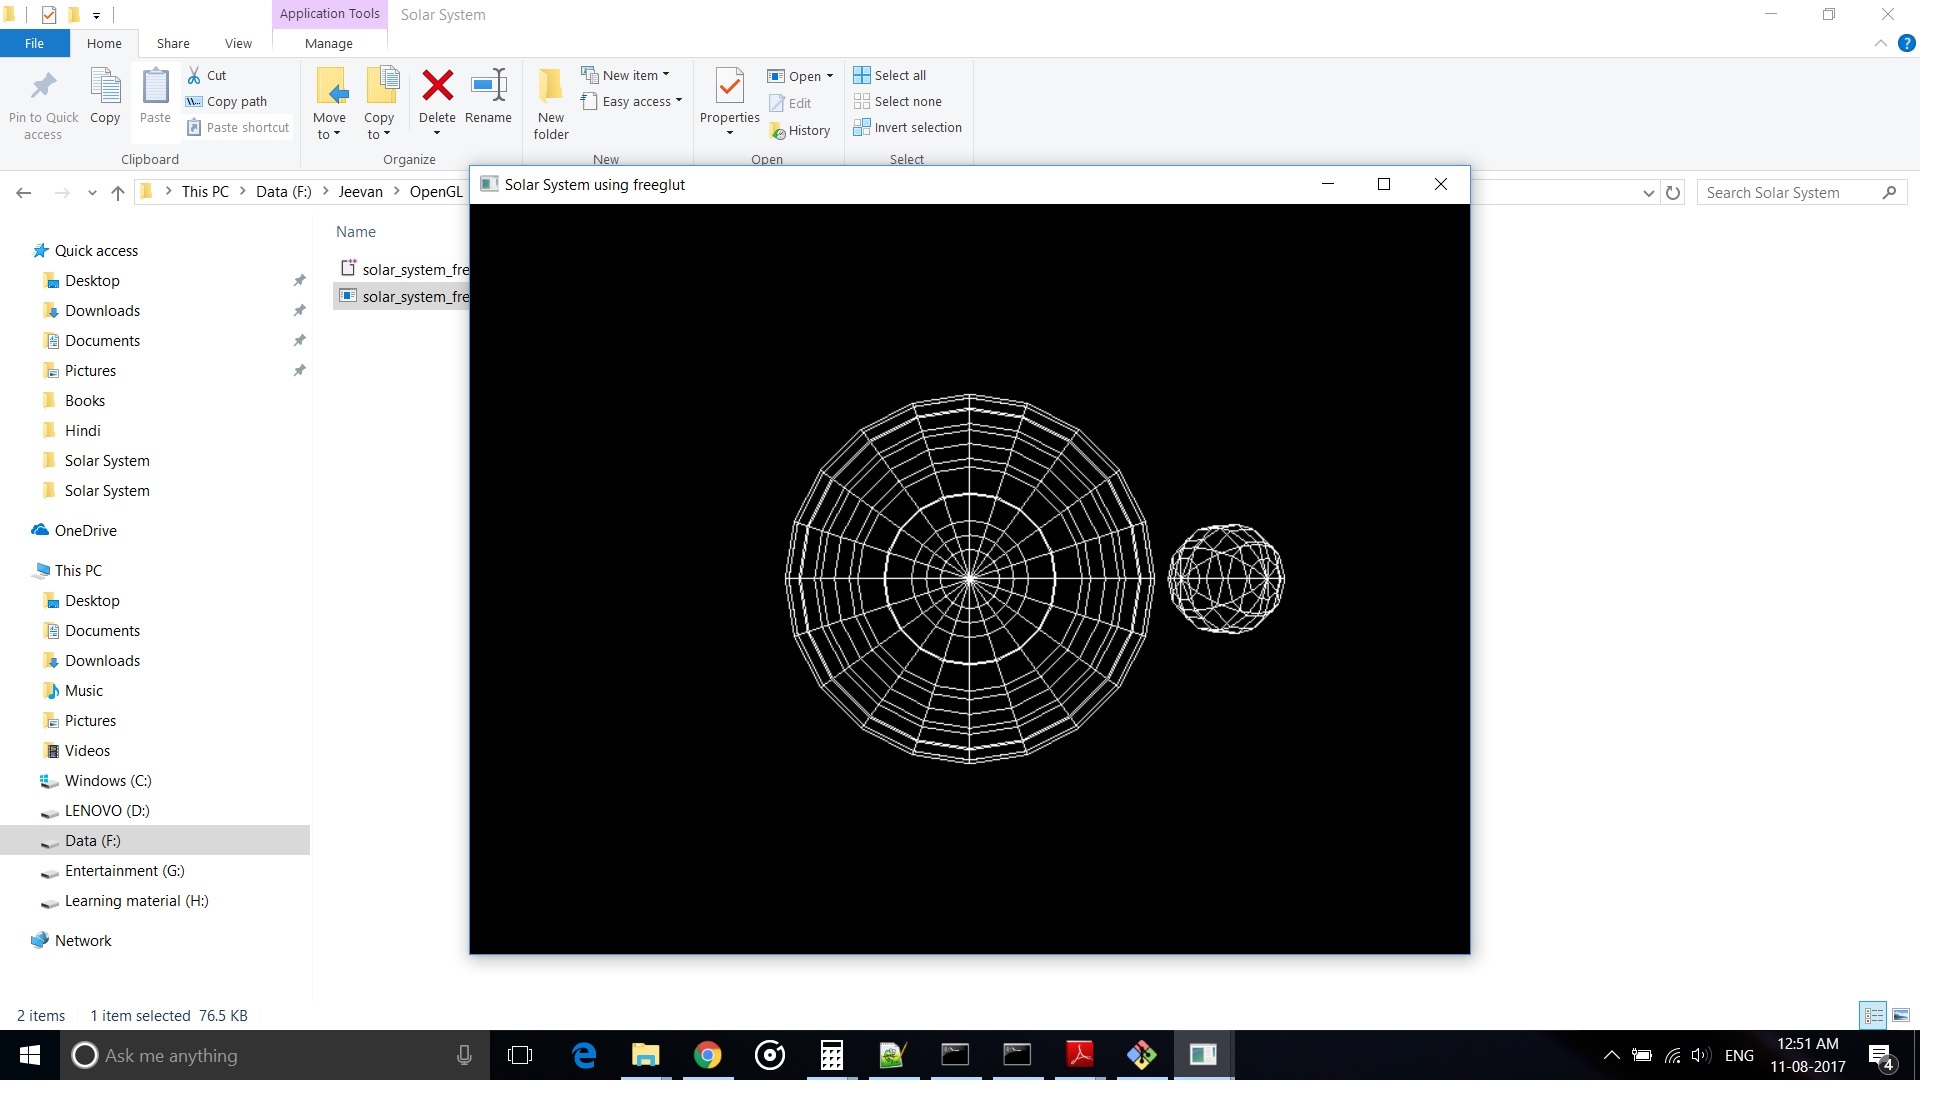 Application Tools
Solar System
File
Home
Share
View
Manage
Pin to Quick access
Copy
Paste
Cut
Copy path
Paste shortcut
Clipboard
Move to
Copy to
Delete
Rename
Organize
New folder
New item
Easy access
New
Properties
Open
Edit
History
Open
Select all
Select none
Invert selection
Select
This PC
Data (F:)
Jeevan
OpenGL
Search Solar System
Solar System using freeglut
Name
solar_system_fre
solar_system_fre
Quick access
Desktop
Downloads
Documents
Pictures
Books
Hindi
Solar System
Solar System
OneDrive
This PC
Desktop
Documents
Downloads
Music
Pictures
Videos
Windows (C:)
LENOVO (D:)
Data (F:)
Entertainment (G:)
Learning material (H:)
Network
2 items
1 item selected 76.5 KB
Ask me anything
ENG
12:51 AM
11-08-2017
4